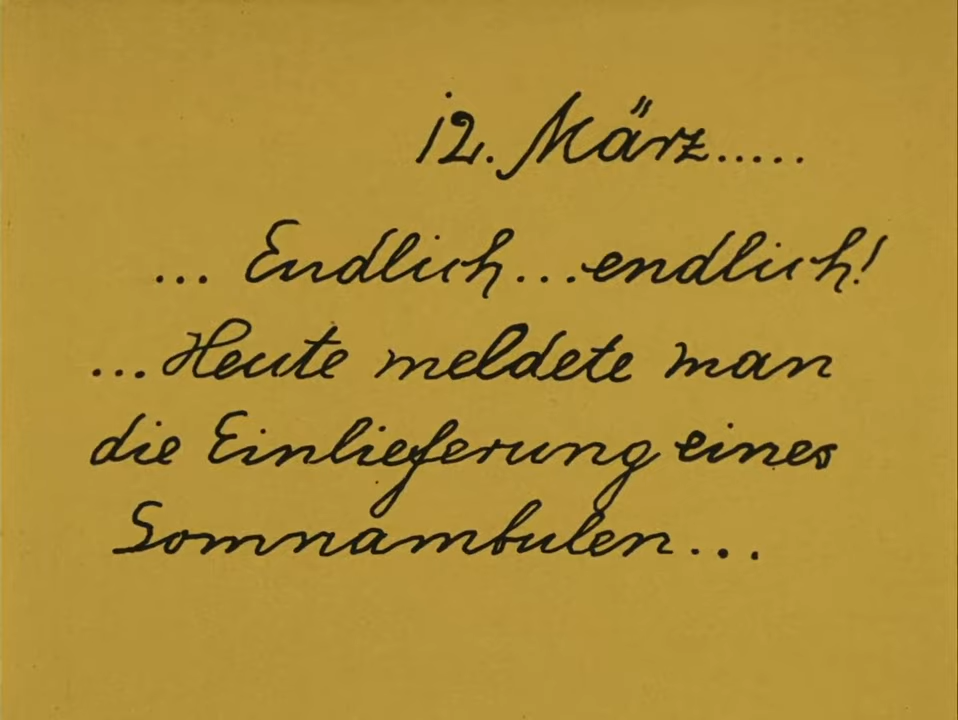 12. März.....
... Endlich...endlich!
...Heute meldete man
die Einlieferung eines
Somnambulen...